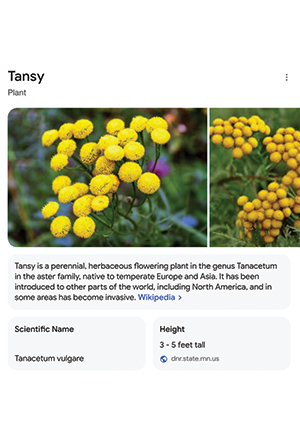 Tansy
Plant
Tansy is a perennial, herbaceous flowering plant in the genus Tanacetum
in the aster family, native to temperate Europe and Asia. It has been
introduced to other parts of the world, including North America, and in
some areas has become invasive. Wikipedia >
Scientific Name
Tanacetum vulgare
Height
3 - 5 feet tall
dnr.state.mn.us